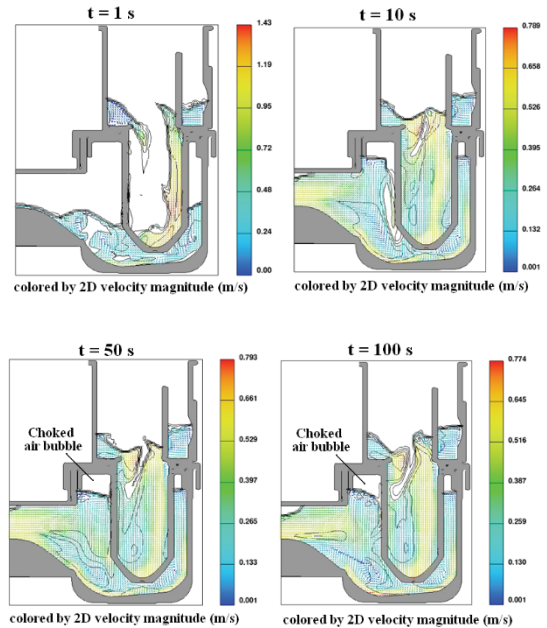 t = 1 s
1.43
1.19
0.95
0.72
0.48
0.24
0.00
colored by 2D velocity magnitude (m/s)
t = 10 s
0.789
0.658
0.526
0.395
0.264
0.132
0.001
colored by 2D velocity magnitude (m/s)
t = 50 s
Choked
air bubble
0.793
0.661
0.529
0.397
0.265
0.133
0.001
colored by 2D velocity magnitude (m/s)
t = 100 s
Choked
air bubble
0.774
0.645
0.516
0.387
0.259
0.130
0.001
colored by 2D velocity magnitude (m/s)